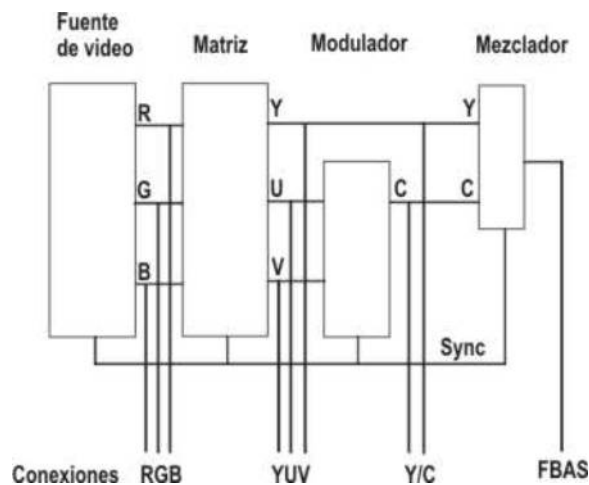 Fuente
de video
Matriz
Modulador
Mezclador
R
Y
Y
G
U
C
C
B
V
Sync
Conexiones
RGB
YUV
Y/C
FBAS